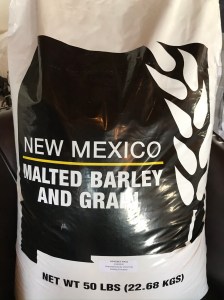 NEW MEXICO
MALTED BARLEY
AND GRAIN
NET WT 50 LBS (22.68 KGS)